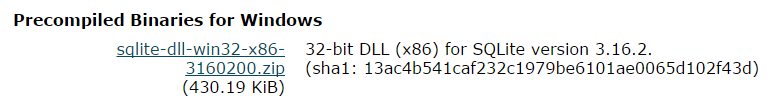 Precompiled Binaries for Windows
sqlite-dll-win32-x86- 32-bit DLL (x86) for SQLite version 3.16.2.
3160200.zip (sha1: 13ac4b541caf232c1979be6101ae0065d102f43d)
(430.19 KiB)